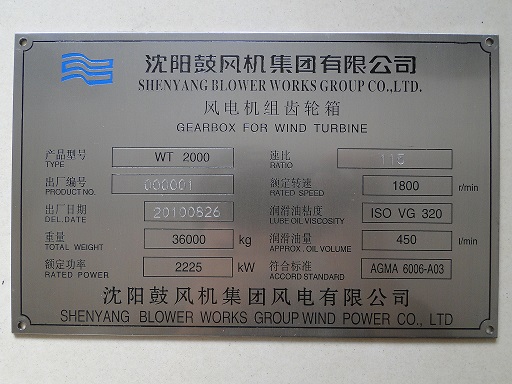 沈阳鼓风机集团有限公司
SHENYANG BLOWER WORKS GROUP CO.,LTD.
风电机组齿轮箱
GEARBOX FOR WIND TURBINE
产品型号 WT 2000 速比 115
TYPE RATIO
出厂编号 000001 额定转速 1800 r/min
PRODUCT NO. RATED SPEED
出厂日期 20100826 润滑油粘度 ISO VG 320
DEL.DATE LUBE OIL VISCOSITY
重量 36000 kg 润滑油量 450 l/min
TOTAL WEIGHT APPROX.OIL VOLUME
额定功率 2225 kW 符合标准 AGMA 6006-A03
RATED POWER ACCORD STANDARD
沈阳鼓风机集团风电有限公司
SHENYANG BLOWER WORKS GROUP WIND POWER CO., LTD